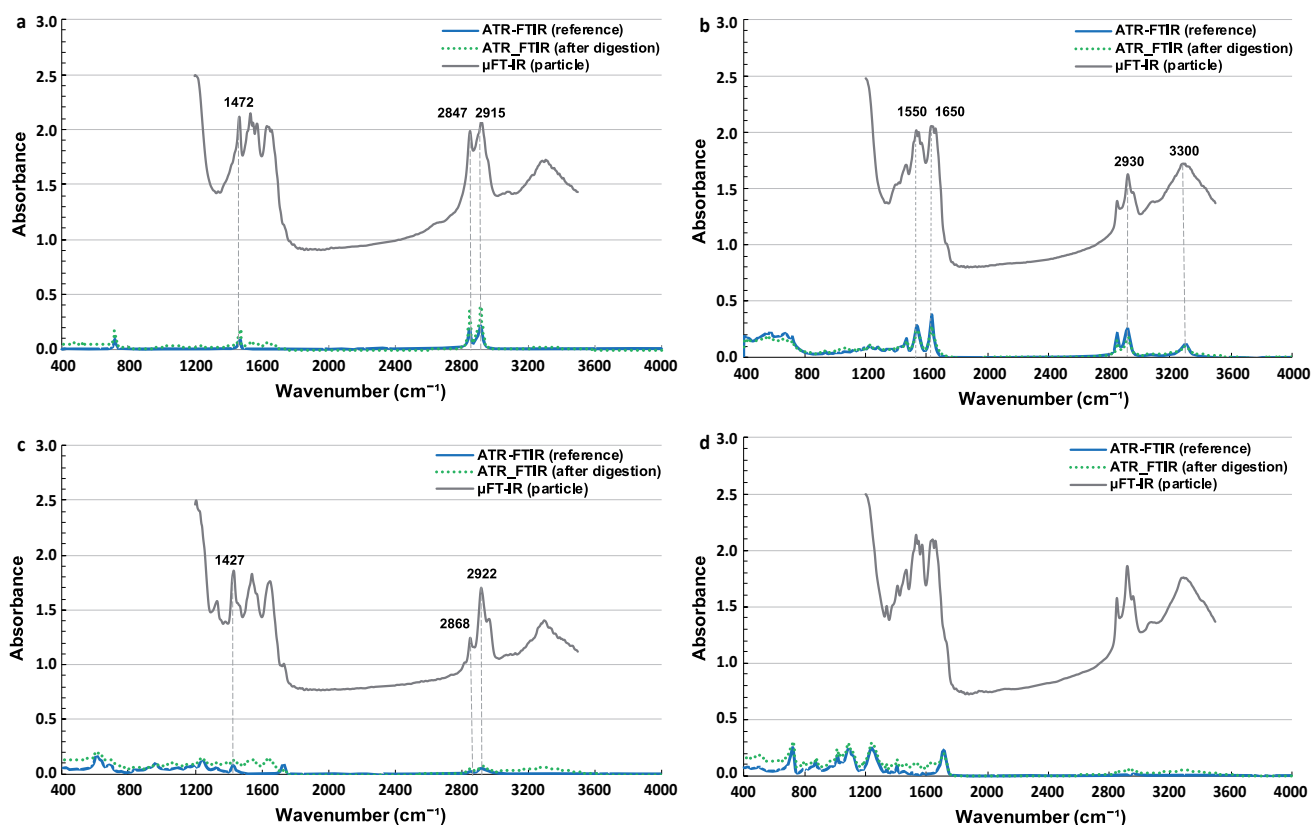 a
ATR-FTIR (reference)
ATR_FTIR (after digestion)
µFT-IR (particle)
3.0
2.5
2.0
1.5
1.0
0.5
0.0
1472
2847
2915
Absorbance
400 800 1200 1600 2000 2400 2800 3200 3600 4000
Wavenumber (cm⁻¹)
b
ATR-FTIR (reference)
ATR_FTIR (after digestion)
µFT-IR (particle)
3.0
2.5
2.0
1.5
1.0
0.5
0.0
1550
1650
2930
3300
Absorbance
400 800 1200 1600 2000 2400 2800 3200 3600 4000
Wavenumber (cm⁻¹)
c
ATR-FTIR (reference)
ATR_FTIR (after digestion)
µFT-IR (particle)
3.0
2.5
2.0
1.5
1.0
0.5
0.0
1427
2868
2922
Absorbance
400 800 1200 1600 2000 2400 2800 3200 3600 4000
Wavenumber (cm⁻¹)
d
ATR-FTIR (reference)
ATR_FTIR (after digestion)
µFT-IR (particle)
3.0
2.5
2.0
1.5
1.0
0.5
0.0
Absorbance
400 800 1200 1600 2000 2400 2800 3200 3600 4000
Wavenumber (cm⁻¹)